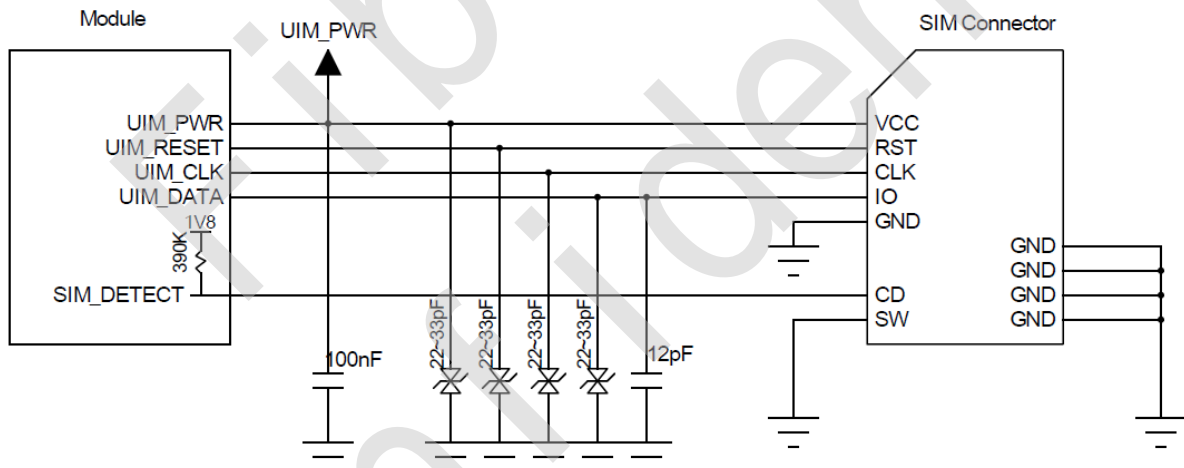 Module
UIM_PWR
SIM Connector
UIM_PWR
UIM_RESET
UIM_CLK
UIM_DATA
1V8
390K
SIM_DETECT
100nF
22~33pF
22~33pF
22~33pF
22~33pF
12pF
VCC
RST
CLK
IO
GND
CD
SW
GND
GND
GND
GND